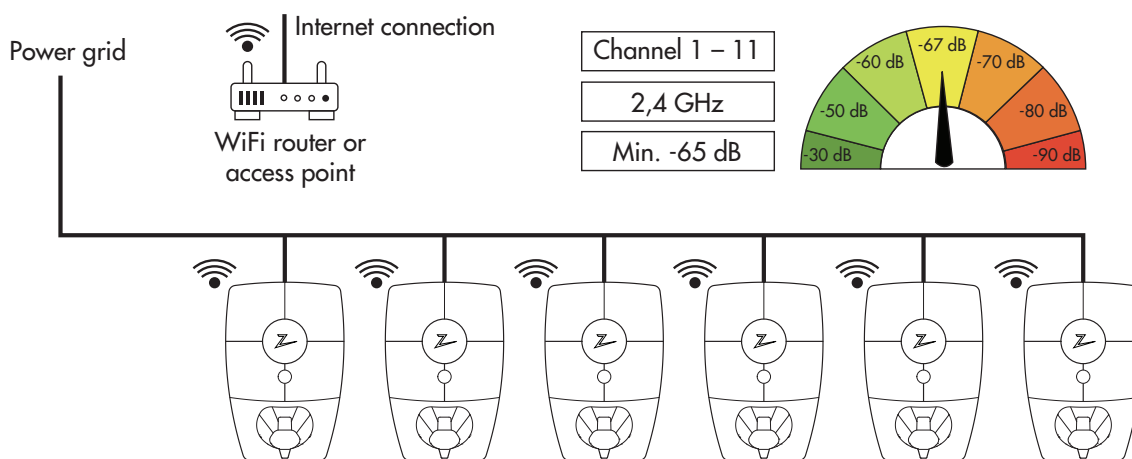 Internet connection
Power grid
WiFi router or
access point
Channel 1 – 11
2,4 GHz
Min. -65 dB
-30 dB
-50 dB
-60 dB
-67 dB
-70 dB
-80 dB
-90 dB